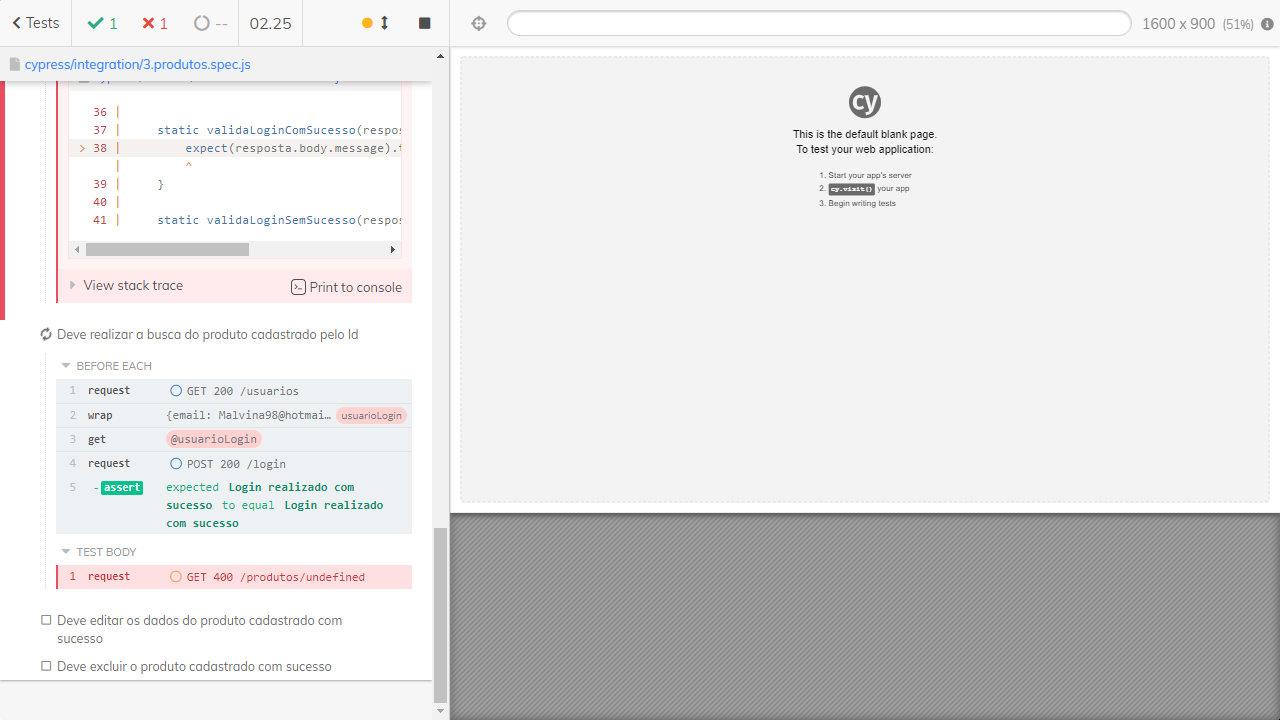 Tests
1
1
--
02.25
1600 x 900 (51%)
cypress/integration/3.produtos.spec.js
36 |
37 | static validaLoginComSucesso(respos
> 38 | expect(resposta.body.message).t
| ^
39 | }
40 |
41 | static validaLoginSemSucesso(respos
View stack trace
Print to console
Deve realizar a busca do produto cadastrado pelo Id
BEFORE EACH
1 request GET 200 /usuarios
2 wrap {email: Malvina98@hotmai… usuarioLogin
3 get @usuarioLogin
4 request POST 200 /login
5 -assert expected Login realizado com
sucesso to equal Login realizado
com sucesso
TEST BODY
1 request GET 400 /produtos/undefined
Deve editar os dados do produto cadastrado com
sucesso
Deve excluir o produto cadastrado com sucesso
cy
This is the default blank page.
To test your web application:
1. Start your app's server
2. cy.visit() your app
3. Begin writing tests